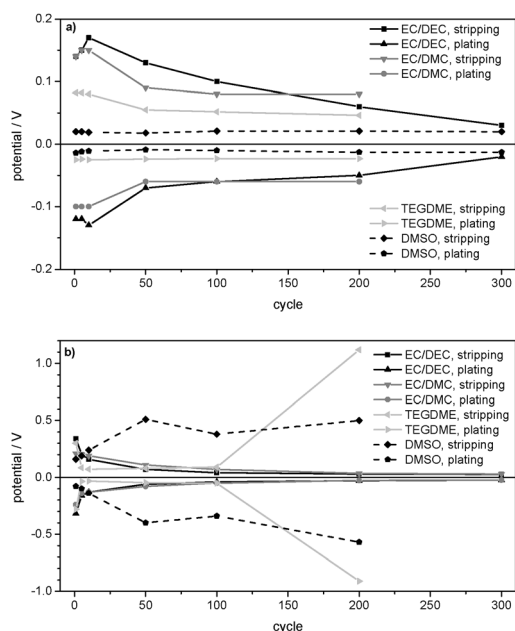 a)
potential / V
0.2
0.1
0.0
-0.1
-0.2
EC/DEC, stripping
EC/DEC, plating
EC/DMC, stripping
EC/DMC, plating
TEGDME, stripping
TEGDME, plating
DMSO, stripping
DMSO, plating
0
50
100
150
200
250
300
cycle
b)
potential / V
1.0
0.5
0.0
-0.5
-1.0
EC/DEC, stripping
EC/DEC, plating
EC/DMC, stripping
EC/DMC, plating
TEGDME, stripping
TEGDME, plating
DMSO, stripping
DMSO, plating
0
50
100
150
200
250
300
cycle